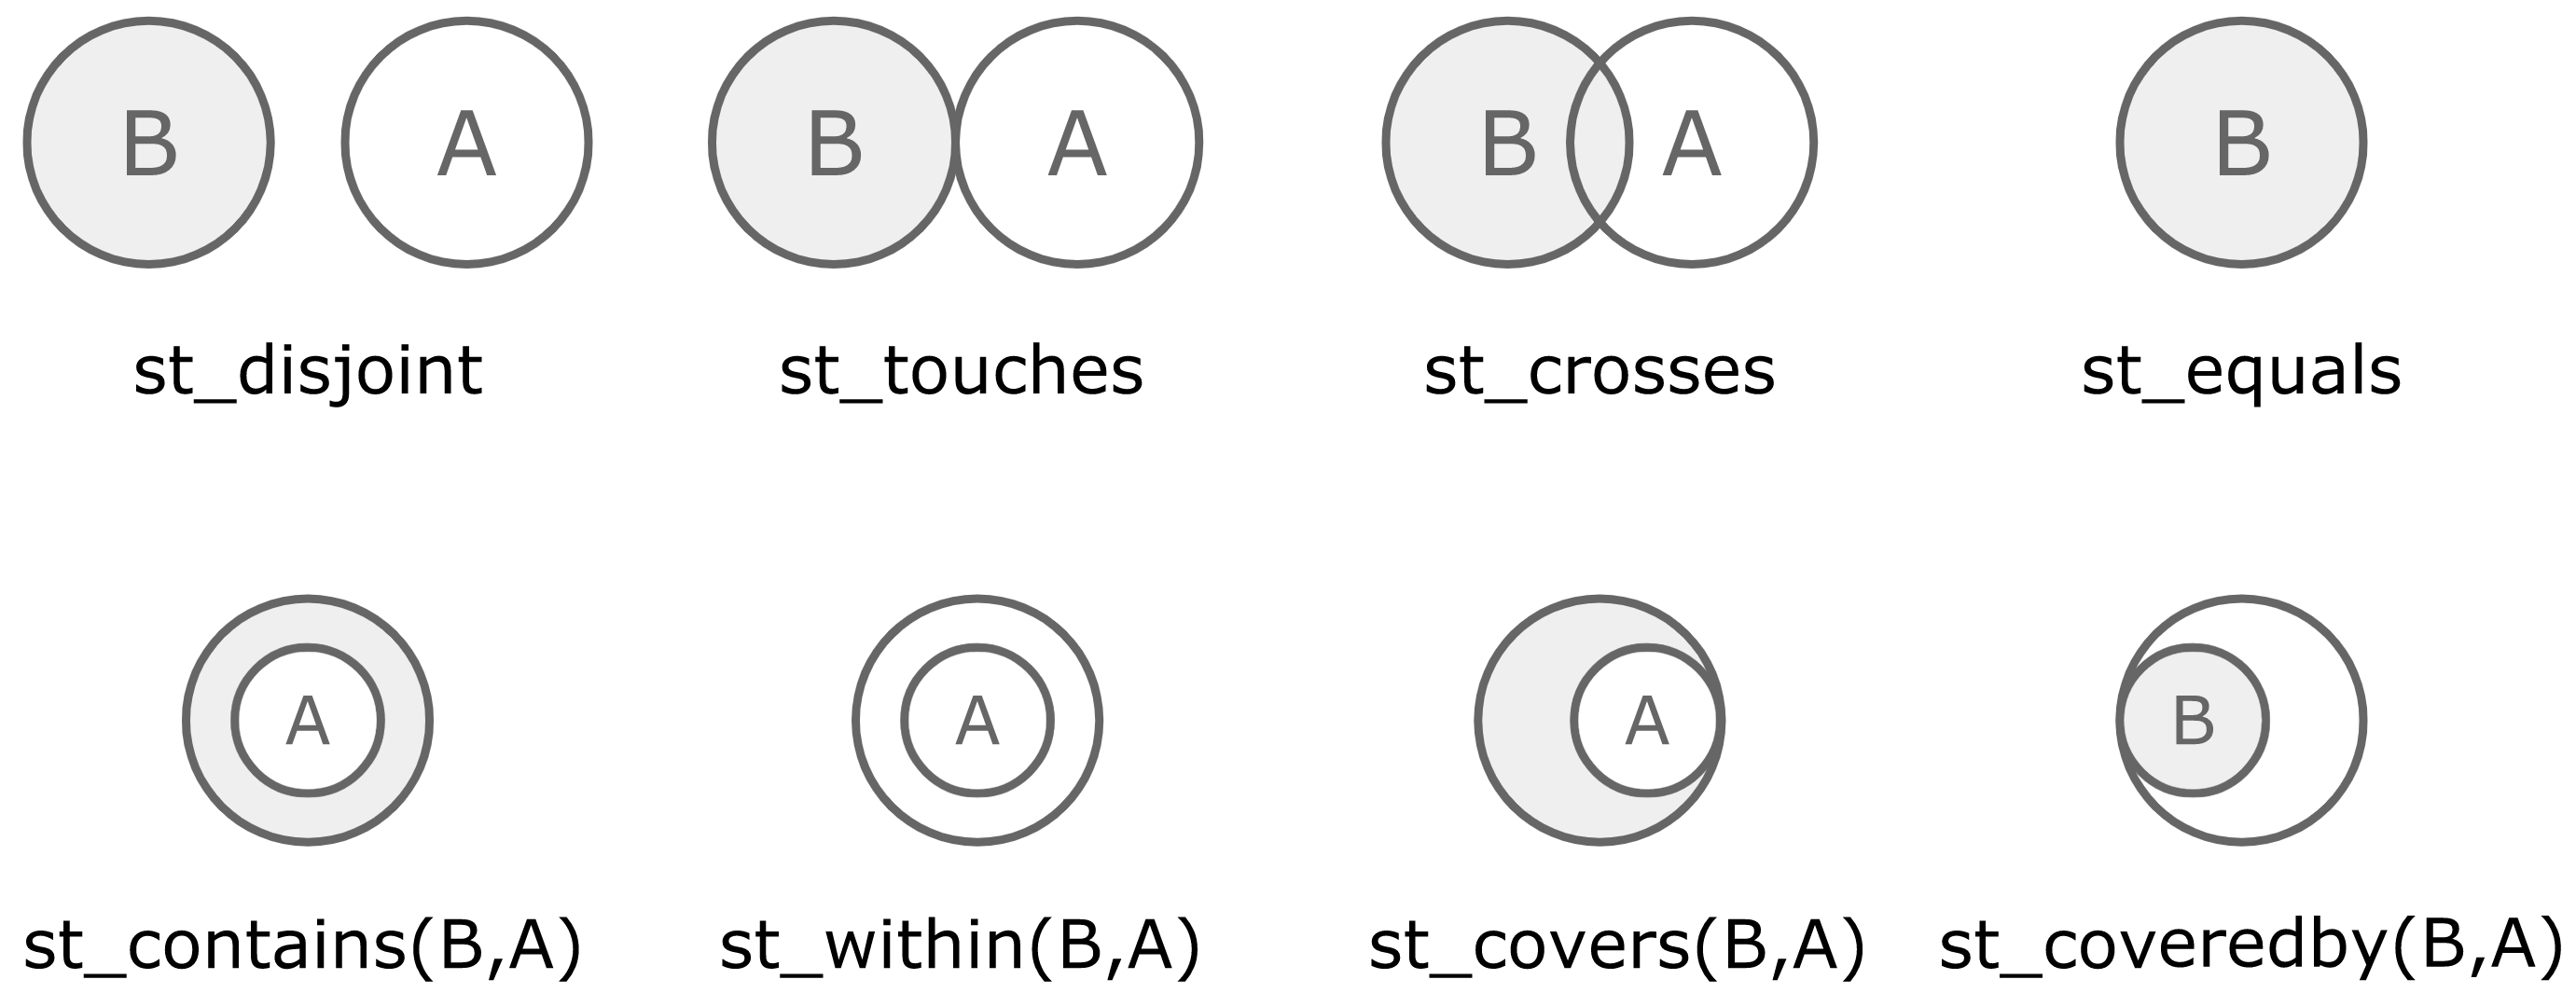 B A B A B A B
st_disjoint st_touches st_crosses st_equals
A A A B
st_contains(B,A) st_within(B,A) st_covers(B,A) st_coveredby(B,A)